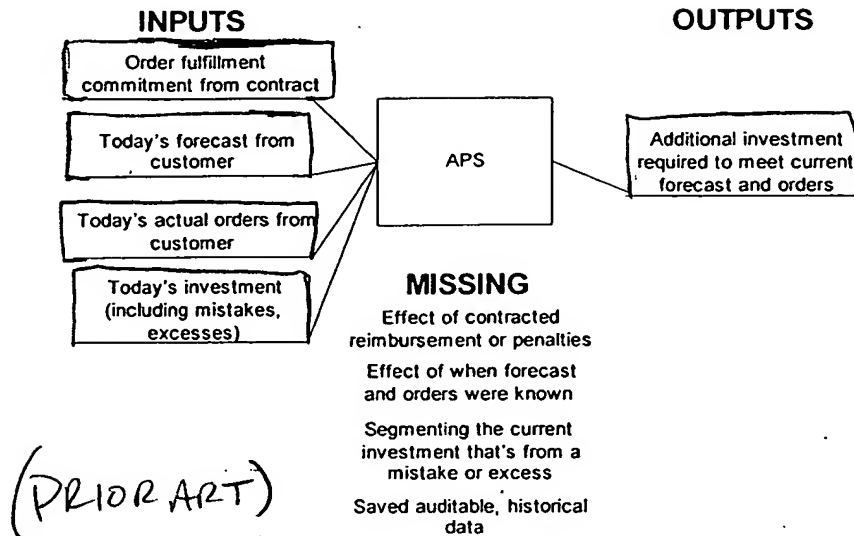 INPUTS
OUTPUTS
Order fulfillment
commitment from contract
Today's forecast from
customer
Today's actual orders from
customer
Today's investment
(including mistakes,
excesses)
APS
Additional investment
required to meet current
forecast and orders
MISSING
Effect of contracted
reimbursement or penalties
Effect of when forecast
and orders were known
Segmenting the current
investment that's from a
mistake or excess
Saved auditable, historical
data
(PRIOR ART)